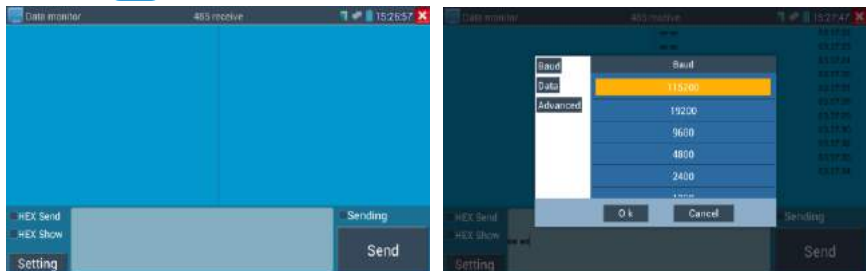 Data monitor 485 receive 15:26:57
HEX Send
HEX Show
Setting
Sending
Send
Data monitor 485 receive 15:27:47
Baud
Data
Advanced
Baud
115200
19200
9600
4800
2400
Ok Cancel
HEX Send
HEX Show
Setting
Sending
Send